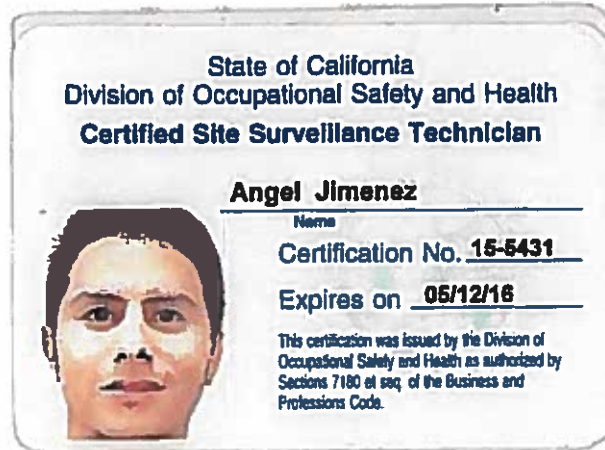 State of California
Division of Occupational Safety and Health
Certified Site Surveillance Technician
Angel Jimenez
Name
Certification No. 15-5431
Expires on 05/12/16
This certification was issued by the Division of
Occupational Safety and Health as authorized by
Sections 7180 et seq. of the Business and
Professions Code.